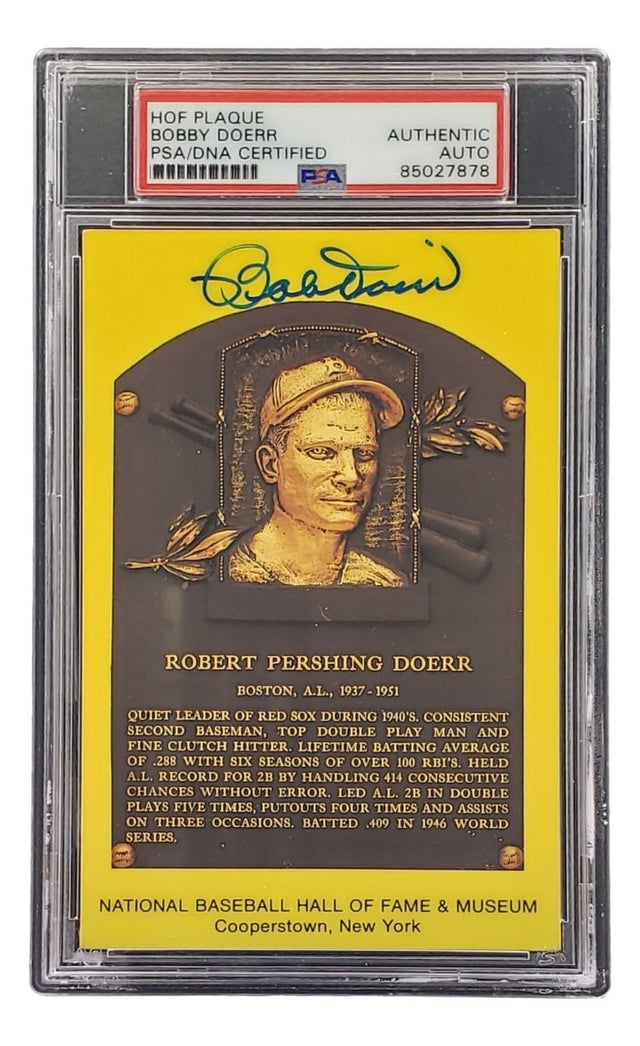 HOF PLAQUE
BOBBY DOERR AUTHENTIC
PSA/DNA CERTIFIED AUTO
PSA 85027878
Bob Doerr
ROBERT PERSHING DOERR
BOSTON, A.L., 1937-1951
QUIET LEADER OF RED SOX DURING 1940'S. CONSISTENT
SECOND BASEMAN, TOP DOUBLE PLAY MAN AND
FINE CLUTCH HITTER. LIFETIME BATTING AVERAGE
OF .288 WITH SIX SEASONS OF OVER 100 RBI'S. HELD
A.L. RECORD FOR 2B BY HANDLING 414 CONSECUTIVE
CHANCES WITHOUT ERROR. LED A.L. 2B IN DOUBLE
PLAYS FIVE TIMES, PUTOUTS FOUR TIMES AND ASSISTS
ON THREE OCCASIONS. BATTED .409 IN 1946 WORLD
SERIES.
NATIONAL BASEBALL HALL OF FAME & MUSEUM
Cooperstown, New York